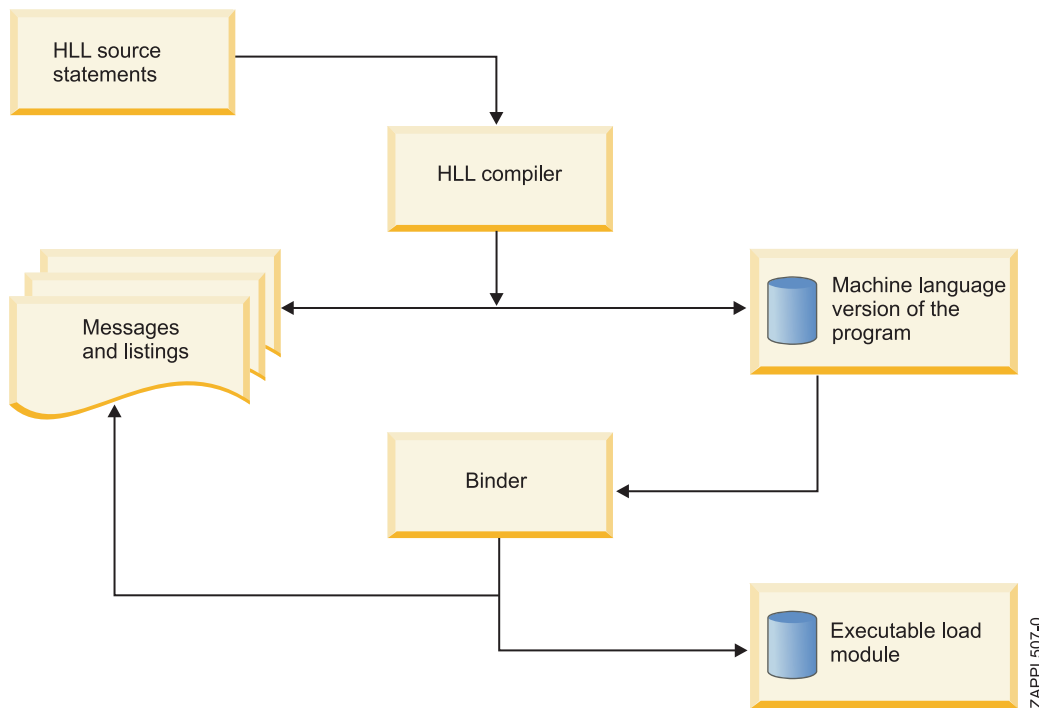 HLL source
statements
HLL compiler
Messages
and listings
Machine language
version of the
program
Binder
Executable load
module
ZAPPL507-0